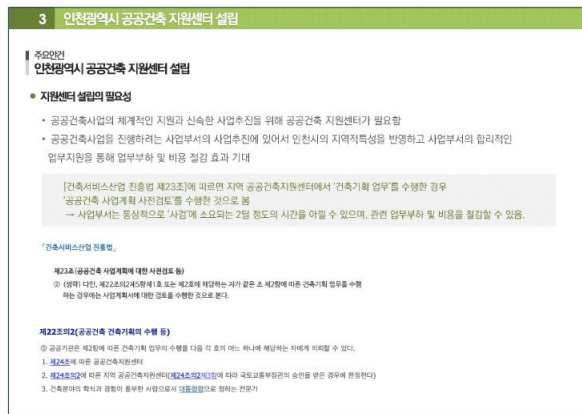 3 인천광역시 공공건축 지원센터 설립
주요안건
인천광역시 공공건축 지원센터 설립
• 지원센터 설립의 필요성
• 공공건축사업의 체계적인 지원과 신속한 사업추진을 위해 공공건축 지원센터가 필요함
• 공공건축사업을 진행하려는 사업부서의 사업추진에 있어서 인천시의 지역적특성을 반영하고 사업부서의 합리적인
업무지원을 통해 업무부하 및 비용 절감 효과 기대
[건축서비스산업 진흥법 제23조]에 따르면 지역 공공건축지원센터에서 '건축기획 업무'를 수행한 경우
'공공건축 사업계획 사전검토'를 수행한 것으로 봄
→ 사업부서는 통상적으로 '사검'에 소요되는 2달 정도의 시간을 아낄 수 있으며, 관련 업무부하 및 비용을 절감할 수 있음.
「건축서비스산업 진흥법」
제23조(공공건축 사업계획에 대한 사전검토 등)
② (생략) 다만, 제22조의2제5항제1호 또는 제2호에 해당하는 자가 같은 조 제2항에 따른 건축기획 업무를 수행
하는 경우에는 사업계획서에 대한 검토를 수행한 것으로 본다.
제22조의2(공공건축 건축기획의 수행 등)
⑤ 공공기관은 제2항에 따른 건축기획 업무의 수행을 다음 각 호의 어느 하나에 해당하는 자에게 의뢰할 수 있다.
1. 제24조에 따른 공공건축지원센터
2. 제24조의2에 따른 지역 공공건축지원센터(제24조의2제3항에 따라 국토교통부장관의 승인을 받은 경우에 한정한다)
3. 건축분야의 학식과 경험이 풍부한 사람으로서 대통령령으로 정하는 전문가